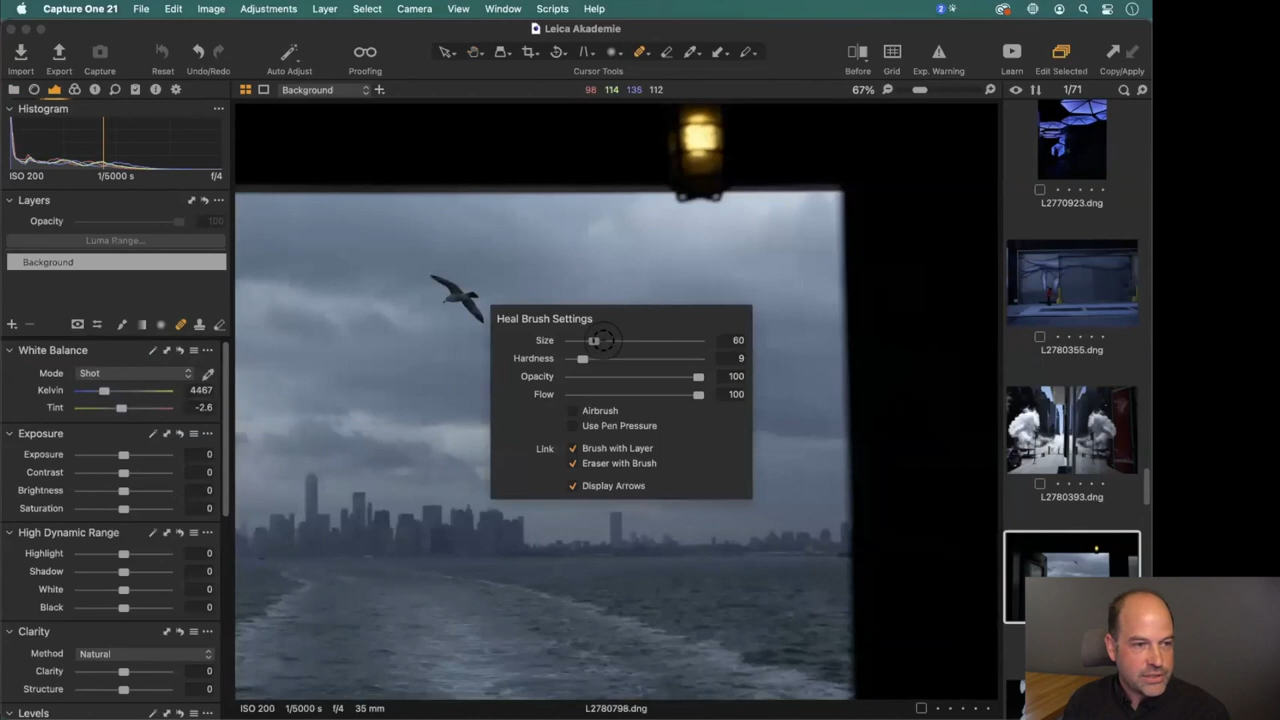 Capture One 21 File Edit Image Adjustments Layer Select Camera View Window Scripts Help 2
Leica Akademie
Import Export Capture Reset Undo/Redo Auto Adjust Proofing Cursor Tools Before Grid Exp. Warning Learn Edit Selected Copy/Apply
Background 98 114 135 112 67% 1/71
Histogram
ISO 200 1/5000 s f/4
Layers
Opacity 100
Luma Range...
Background
White Balance
Mode Shot
Kelvin 4467
Tint -2.6
Exposure
Exposure 0
Contrast 0
Brightness 0
Saturation 0
High Dynamic Range
Highlight 0
Shadow 0
White 0
Black 0
Clarity
Method Natural
Clarity 0
Structure 0
Levels
Heal Brush Settings
Size 60
Hardness 9
Opacity 100
Flow 100
Airbrush
Use Pen Pressure
Link Brush with Layer
Eraser with Brush
Display Arrows
L2770923.dng
L2780355.dng
L2780393.dng
ISO 200 1/5000 s f/4 35 mm L2780798.dng